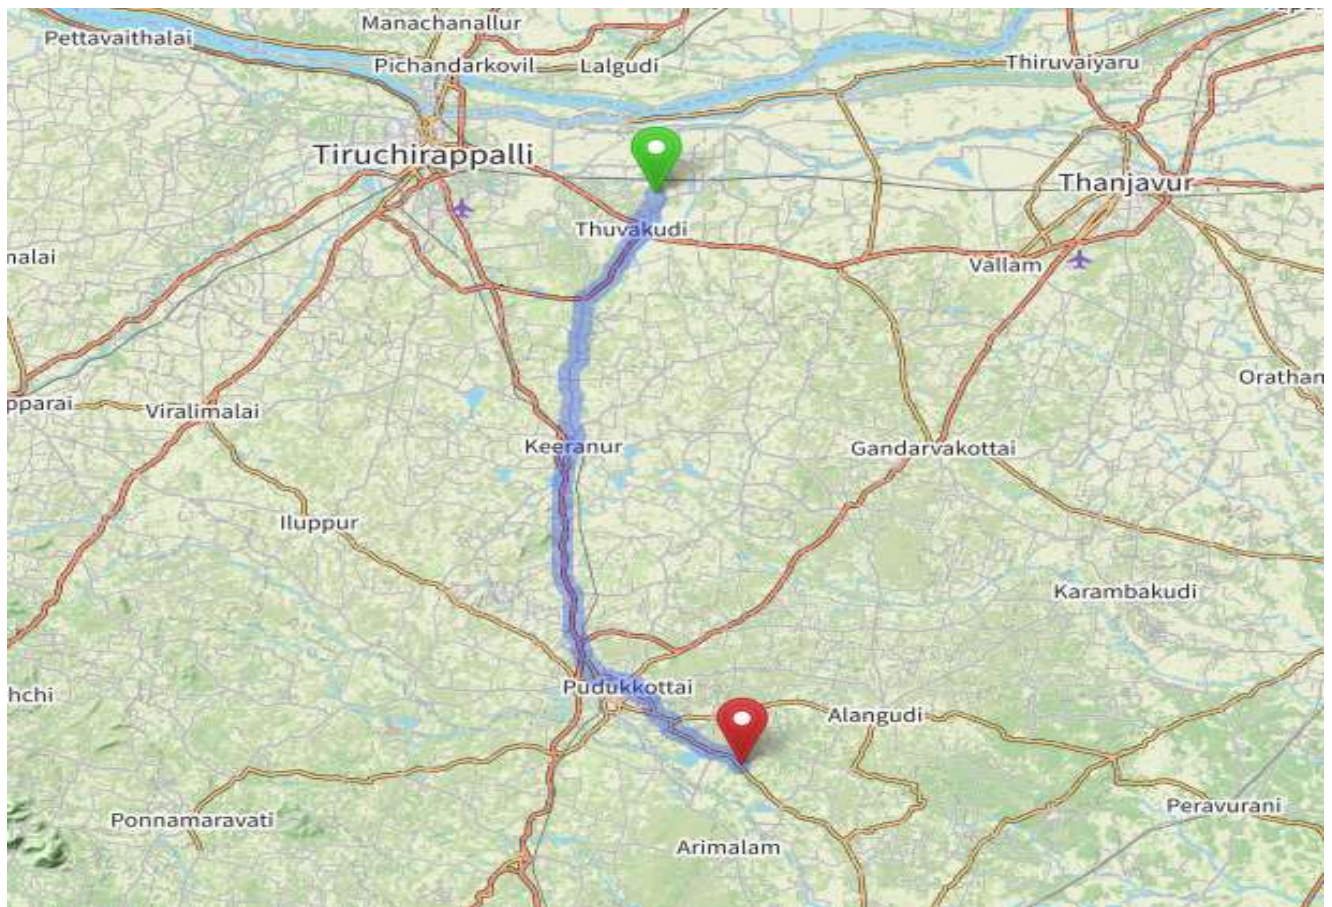 Manachanallur
Pettavaithalai
Pichandarkovil
Lalgudi
Thiruvaiyaru
Tiruchirappalli
Thanjavur
Thuvakudi
nalai
Vallam
Orathan
pparai
Viralimalai
Keeranur
Gandarvakottai
Iluppur
Karambakudi
hchi
Pudukkottai
Alangudi
Ponnamaravati
Peravurani
Arimalam